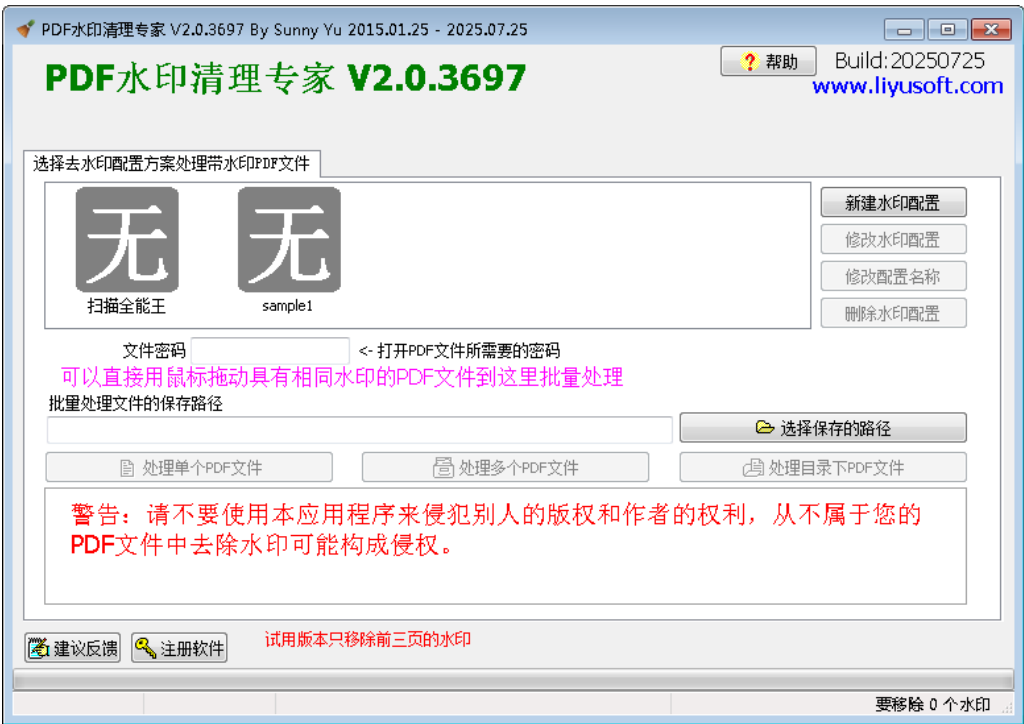 PDF水印清理专家 V2.0.3697 By Sunny Yu 2015.01.25 - 2025.07.25
PDF水印清理专家 V2.0.3697
帮助
Build:20250725
www.liyusoft.com
选择去水印配置方案处理带水印PDF文件
无
无
扫描全能王
sample1
新建水印配置
修改水印配置
修改配置名称
删除水印配置
文件密码
<- 打开PDF文件所需要的密码
可以直接用鼠标拖动具有相同水印的PDF文件到这里批量处理
批量处理文件的保存路径
选择保存的路径
处理单个PDF文件
处理多个PDF文件
处理目录下PDF文件
警告：请不要使用本应用程序来侵犯别人的版权和作者的权利，从不属于您的
PDF文件中去除水印可能构成侵权。
建议反馈
注册软件
试用版本只移除前三页的水印
要移除 0 个水印